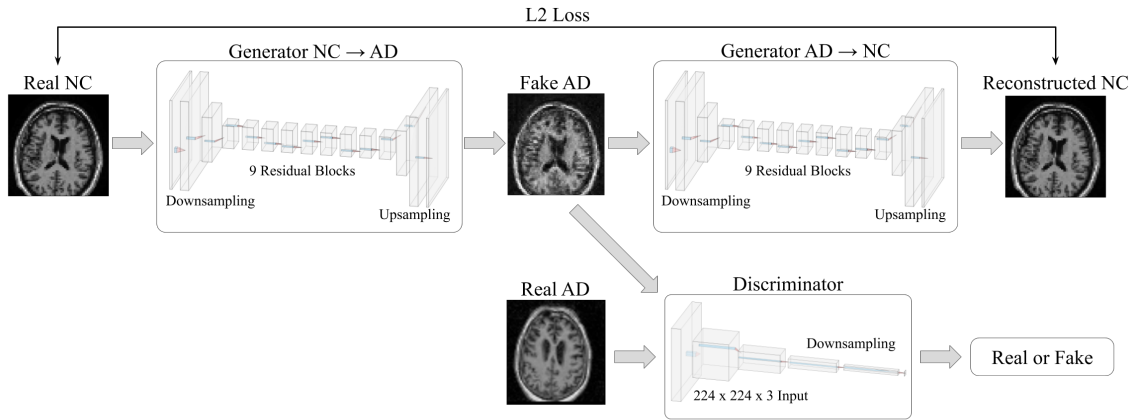 L2 Loss
Generator NC → AD
Generator AD → NC
Real NC
Fake AD
Reconstructed NC
9 Residual Blocks
9 Residual Blocks
Downsampling
Upsampling
Downsampling
Upsampling
Real AD
Discriminator
Downsampling
224 x 224 x 3 Input
Real or Fake